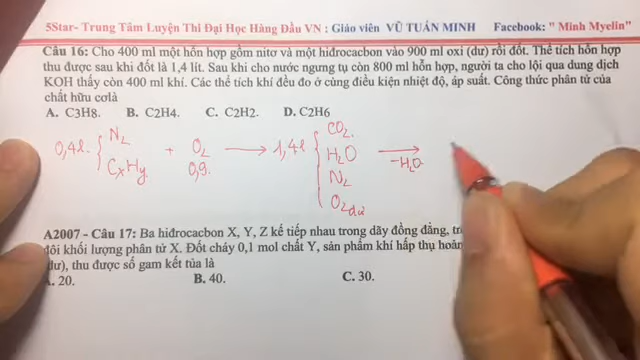 5Star- Trung Tâm Luyện Thi Đại Học Hàng Đầu VN : Giáo viên VŨ TUẤN MINH Facebook: " Minh Myelin"
Câu 16: Cho 400 ml một hỗn hợp gồm nitơ và một hiđrocacbon vào 900 ml oxi (dư) rồi đốt. Thể tích hỗn hợp
thu được sau khi đốt là 1,4 lít. Sau khi cho nước ngưng tụ còn 800 ml hỗn hợp, người ta cho lội qua dung dịch
KOH thấy còn 400 ml khí. Các thể tích khí đều đo ở cùng điều kiện nhiệt độ, áp suất. Công thức phân tử của
chất hữu cơlà
A. C3H8. B. C2H4. C. C2H2. D. C2H6
0,4l. { N2 CxHy + O2 0,9. → 1,4l { CO2. H2O N2 O2 dư −H2O →
A2007 - Câu 17: Ba hiđrocacbon X, Y, Z kế tiếp nhau trong dãy đồng đẳng,
đôi khối lượng phân tử X. Đốt cháy 0,1 mol chất Y, sản phẩm khí hấp thụ
dư), thu được số gam kết tủa là
A. 20. B. 40. C. 30.